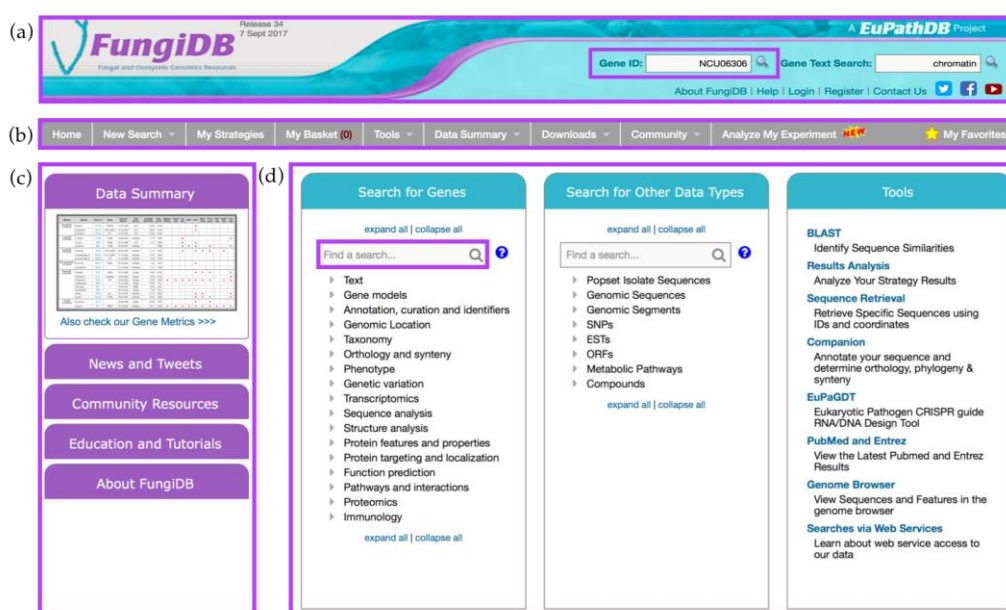 (a)
FungiDB
Fungal and Oomycete Genomics Resources
Release 34
7 Sept 2017
A EuPathDB Project
Gene ID: NCU06306
Gene Text Search: chromatin
About FungiDB | Help | Login | Register | Contact Us
(b)
Home New Search My Strategies My Basket (0) Tools Data Summary Downloads Community Analyze My Experiment NEW My Favorites
(c)
Data Summary
Also check our Gene Metrics >>>
News and Tweets
Community Resources
Education and Tutorials
About FungiDB
(d)
Search for Genes
expand all | collapse all
Find a search...
Text
Gene models
Annotation, curation and identifiers
Genomic Location
Taxonomy
Orthology and synteny
Phenotype
Genetic variation
Transcriptomics
Sequence analysis
Structure analysis
Protein features and properties
Protein targeting and localization
Function prediction
Pathways and interactions
Proteomics
Immunology
expand all | collapse all
Search for Other Data Types
expand all | collapse all
Find a search...
Popset Isolate Sequences
Genomic Sequences
Genomic Segments
SNPs
ESTs
ORFs
Metabolic Pathways
Compounds
expand all | collapse all
Tools
BLAST
Identify Sequence Similarities
Results Analysis
Analyze Your Strategy Results
Sequence Retrieval
Retrieve Specific Sequences using
IDs and coordinates
Companion
Annotate your sequence and
determine orthology, phylogeny &
synteny
EuPaGDT
Eukaryotic Pathogen CRISPR guide
RNA/DNA Design Tool
PubMed and Entrez
View the Latest Pubmed and Entrez
Results
Genome Browser
View Sequences and Features in the
genome browser
Searches via Web Services
Learn about web service access to
our data